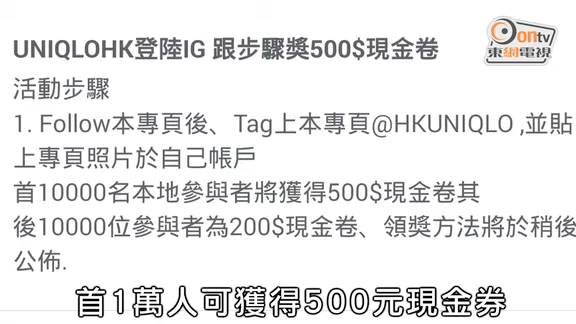 ontv
東網電視
UNIQLOHK登陸IG 跟步驟獎500$現金卷
活動步驟
1. Follow本專頁後、Tag上本專頁@HKUNIQLO ,並貼
上專頁照片於自己帳戶
首10000名本地參與者將獲得500$現金卷其
後10000位參與者為200$現金卷、領獎方法將於稍後
公佈.
首1萬人可獲得500元現金券